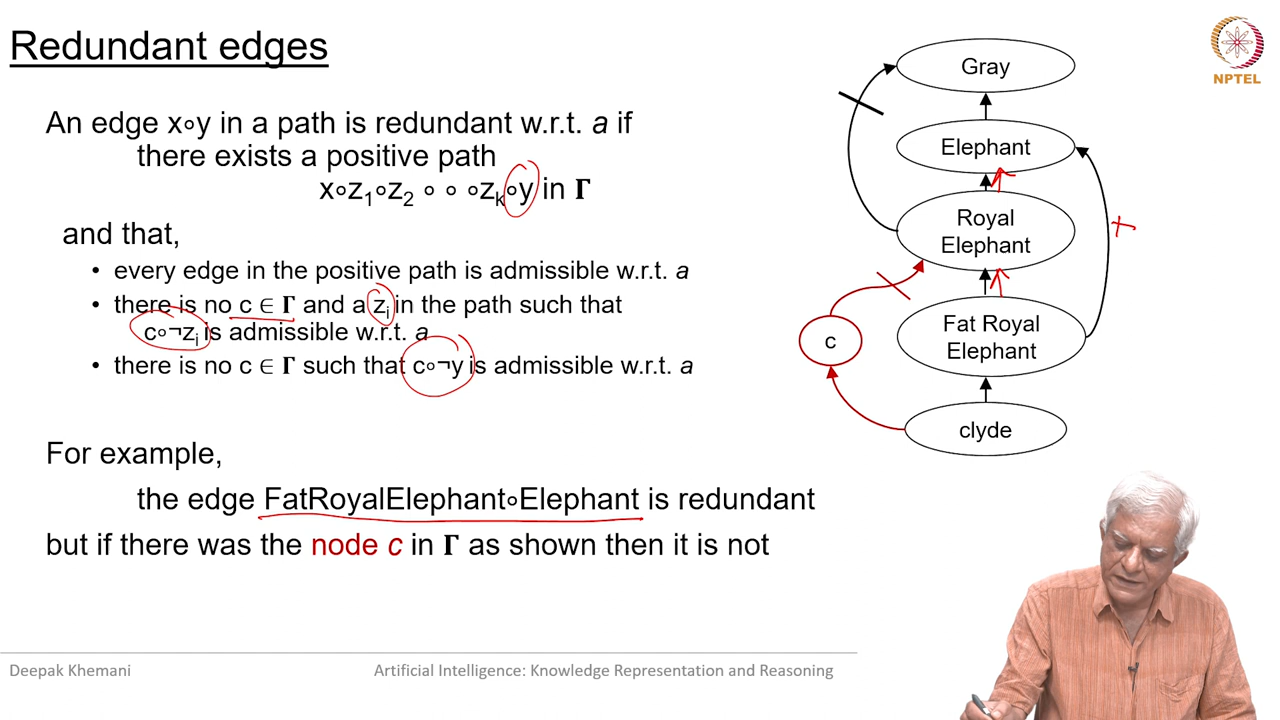 Redundant edges
An edge x∘y in a path is redundant w.r.t. a if
there exists a positive path
x∘z₁∘z₂ ∘ ∘ ∘zₖ∘y in Γ
and that,
• every edge in the positive path is admissible w.r.t. a
• there is no c ∈ Γ and a zᵢ in the path such that
c∘¬zᵢ is admissible w.r.t. a
• there is no c ∈ Γ such that c∘¬y is admissible w.r.t. a
For example,
the edge FatRoyalElephant∘Elephant is redundant
but if there was the node c in Γ as shown then it is not
Gray
Elephant
Royal
Elephant
c
Fat Royal
Elephant
clyde
NPTEL
Deepak Khemani
Artificial Intelligence: Knowledge Representation and Reasoning